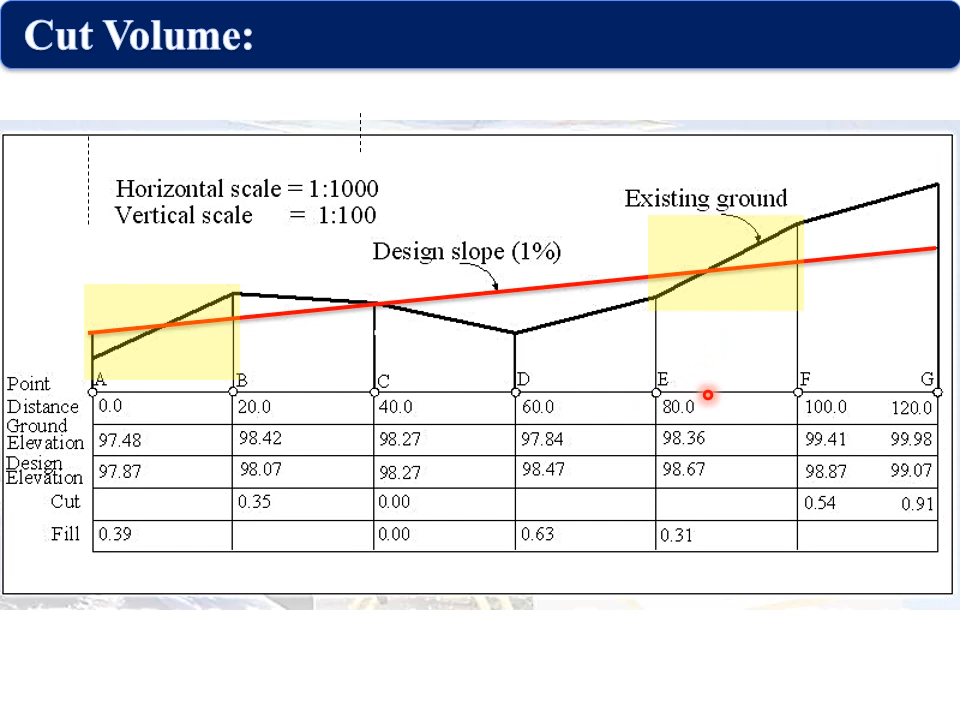 Cut Volume:
Horizontal scale = 1:1000
Vertical scale = 1:100
Existing ground
Design slope (1%)
Point A B C D E F G
Distance 0.0 20.0 40.0 60.0 80.0 100.0 120.0
Ground
Elevation 97.48 98.42 98.27 97.84 98.36 99.41 99.98
Design
Elevation 97.87 98.07 98.27 98.47 98.67 98.87 99.07
Cut 0.35 0.00 0.54 0.91
Fill 0.39 0.00 0.63 0.31